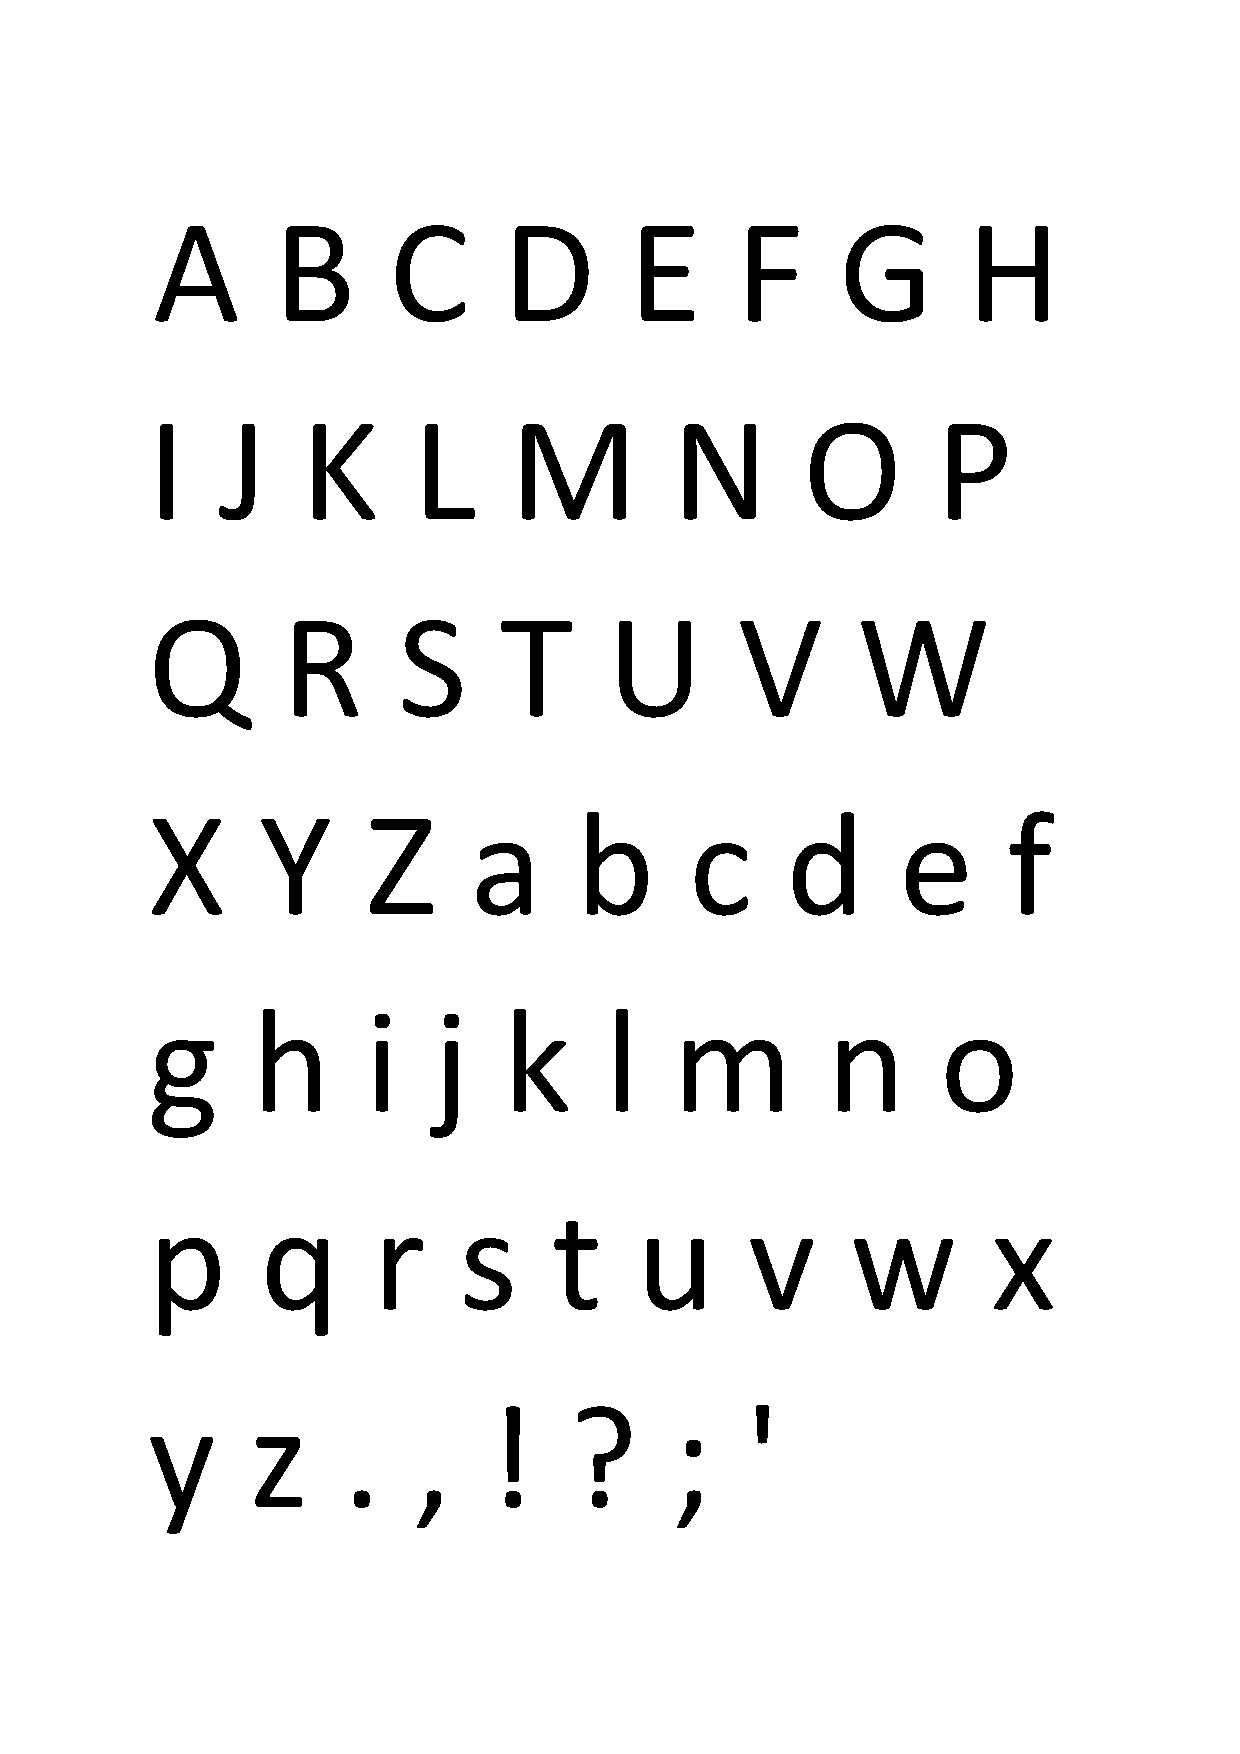 A B C D E F G H
I J K L M N O P
Q R S T U V W
X Y Z a b c d e f
g h i j k l m n o
p q r s t u v w x
y z . , ! ? ; '